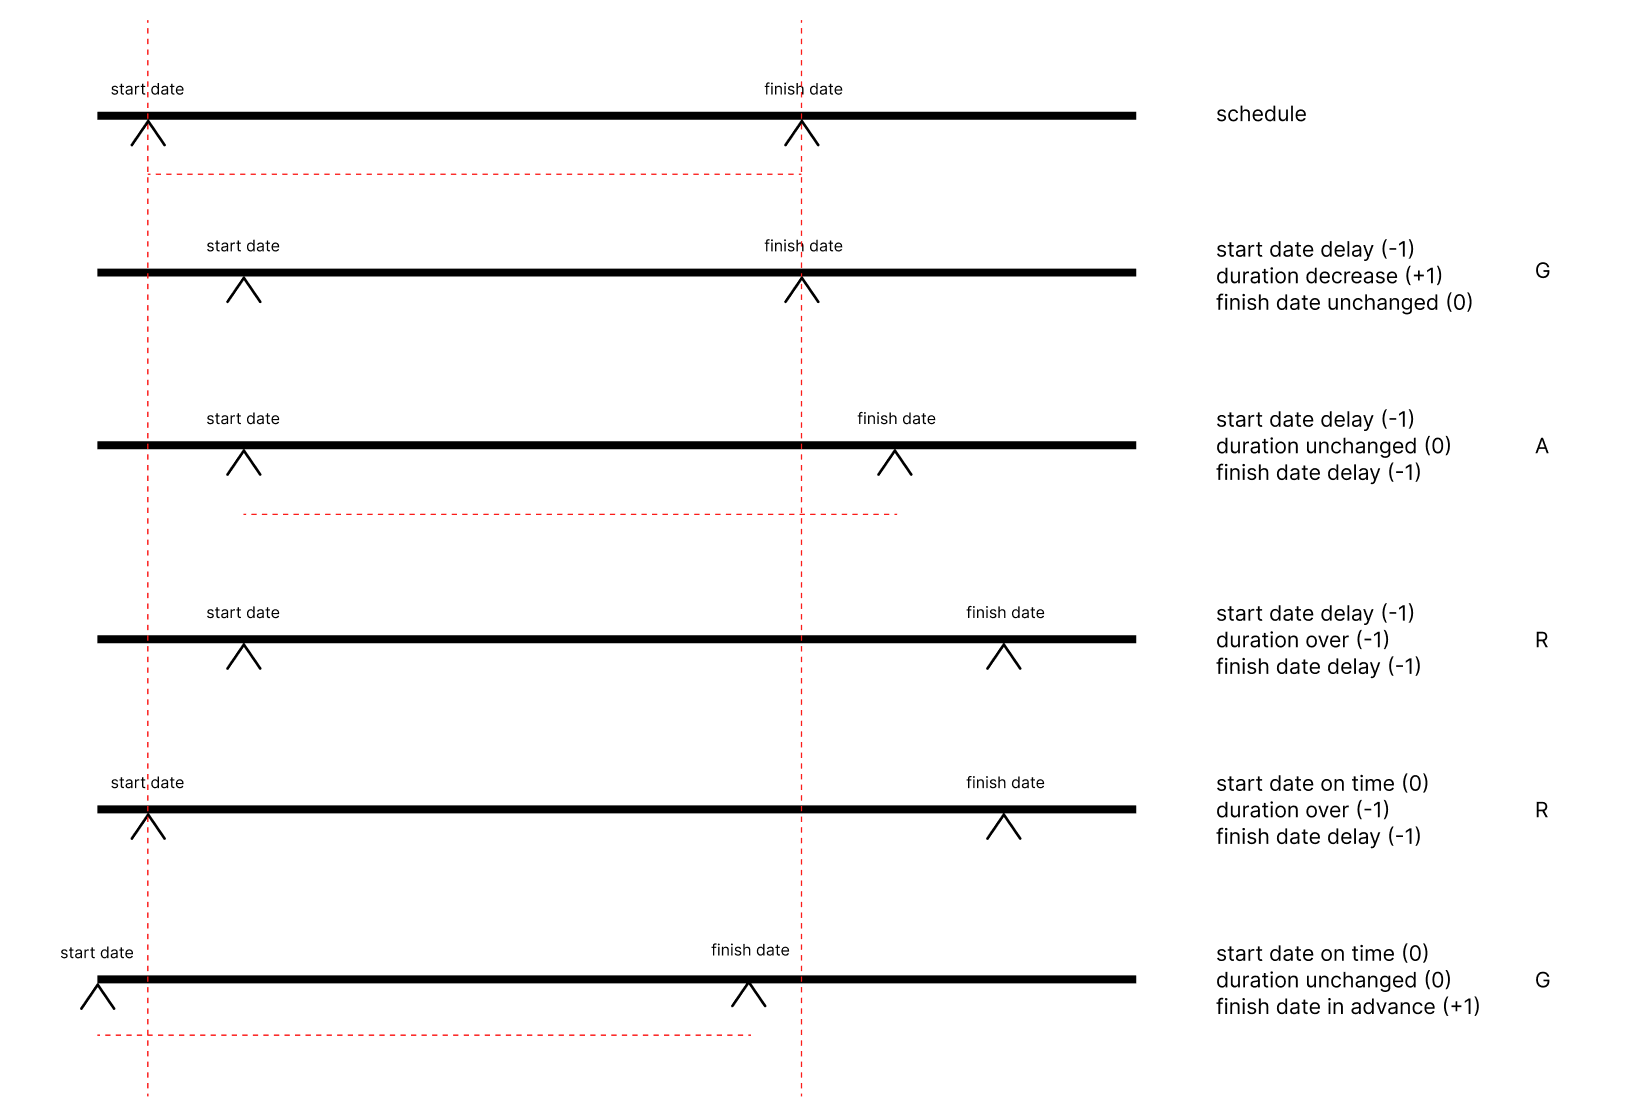 start date
finish date
schedule
start date
finish date
start date delay (-1)
duration decrease (+1)
finish date unchanged (0)
G
start date
finish date
start date delay (-1)
duration unchanged (0)
finish date delay (-1)
A
start date
finish date
start date delay (-1)
duration over (-1)
finish date delay (-1)
R
start date
finish date
start date on time (0)
duration over (-1)
finish date delay (-1)
R
start date
finish date
start date on time (0)
duration unchanged (0)
finish date in advance (+1)
G